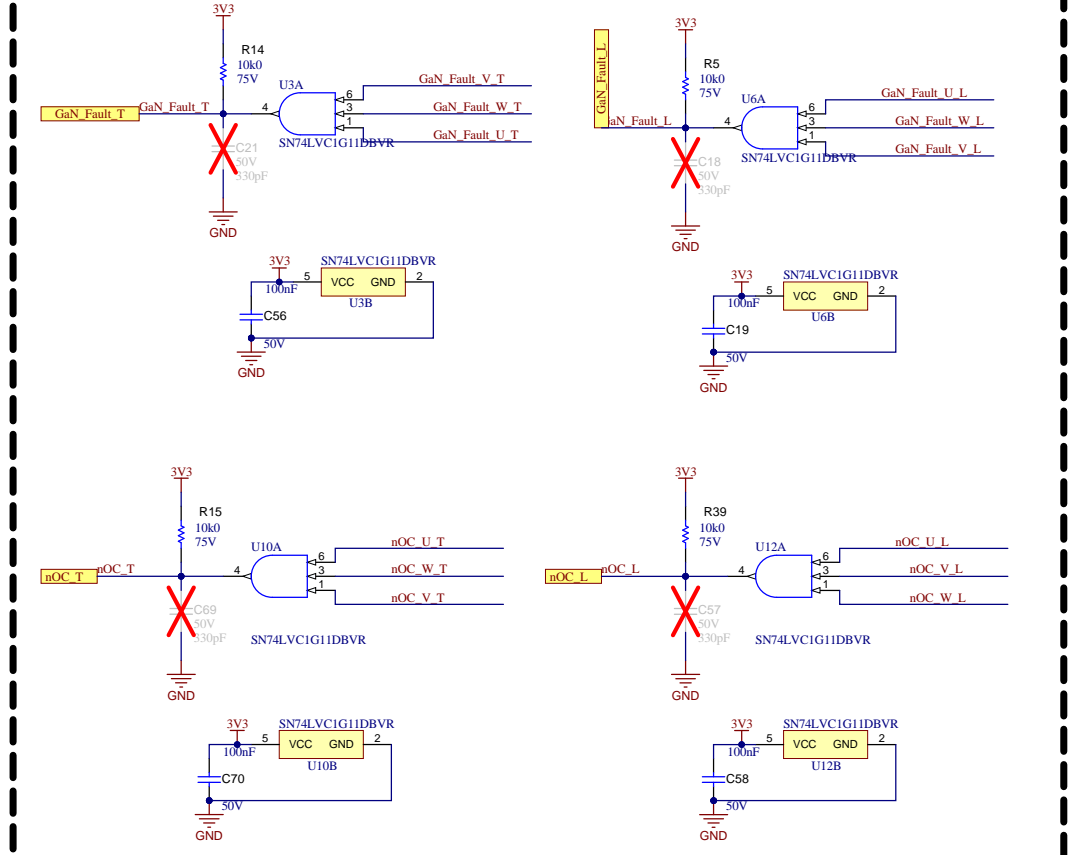 3V3
R14
10k0
75V
U3A
GaN_Fault_T
GaN_Fault_T
4
6
3
1
GaN_Fault_V_T
GaN_Fault_W_T
GaN_Fault_U_T
SN74LVC1G11DBVR
C21
50V
330pF
GND
3V3
R5
10k0
75V
U6A
GaN_Fault_L
aN_Fault_L
4
6
3
1
GaN_Fault_U_L
GaN_Fault_W_L
GaN_Fault_V_L
SN74LVC1G11DBVR
C18
50V
330pF
GND
3V3
SN74LVC1G11DBVR
5
VCC GND
2
100nF
U3B
C56
50V
GND
3V3
SN74LVC1G11DBVR
5
VCC GND
2
100nF
U6B
C19
50V
GND
3V3
R15
10k0
75V
U10A
nOC_T
nOC_T
4
6
3
1
nOC_U_T
nOC_W_T
nOC_V_T
C69
50V
330pF
SN74LVC1G11DBVR
GND
3V3
R39
10k0
75V
U12A
nOC_L
nOC_L
4
6
3
1
nOC_U_L
nOC_V_L
nOC_W_L
C57
50V
330pF
SN74LVC1G11DBVR
GND
3V3
SN74LVC1G11DBVR
5
VCC GND
2
100nF
U10B
C70
50V
GND
3V3
SN74LVC1G11DBVR
5
VCC GND
2
100nF
U12B
C58
50V
GND